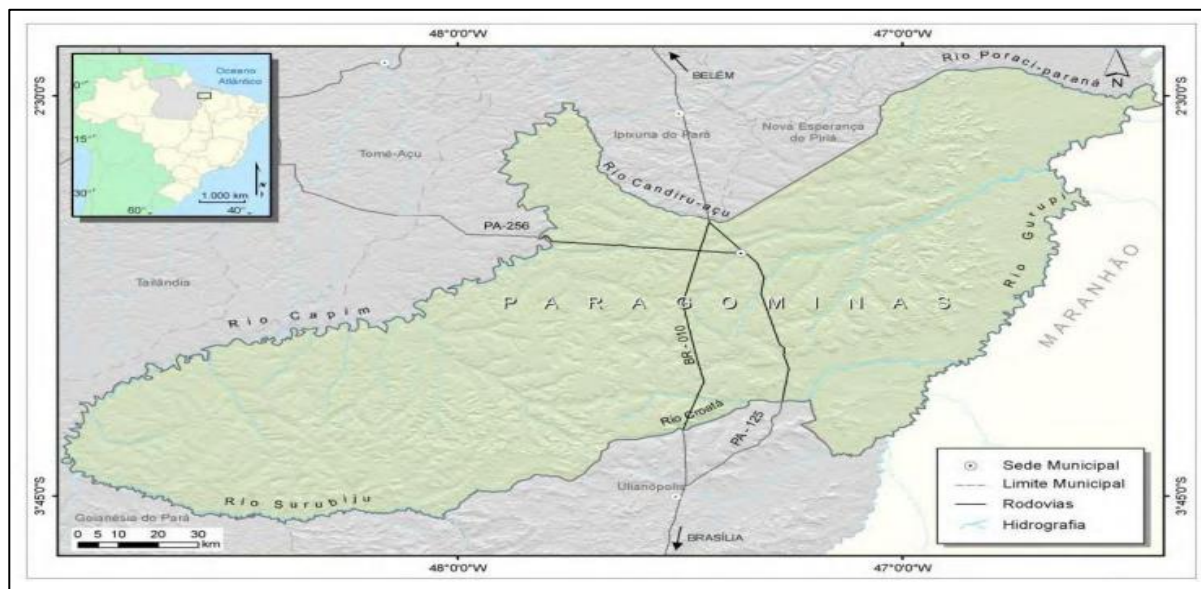 48°0'0"W
47°0'0"W
Oceano
Atlântico
0°
15°
30°
60°
40°
1.000 km
N
BELÉM
Rio Poraci-paraná
N
2°30'0"S
2°30'0"S
Ipixuna do Pará
Nova Esperança
do Piriá
Tomé-Açu
Rio Candiru-açu
PA-256
Rio Gurupi
Tailândia
PARAGOMINAS
MARANHÃO
Rio Capim
BR-010
Rio Croatá
PA-125
Ulianópolis
Rio Surubiju
3°45'0"S
3°45'0"S
Goianésia do Pará
0 5 10 20 30
km
BRASÍLIA
Sede Municipal
Limite Municipal
Rodovias
Hidrografia
48°0'0"W
47°0'0"W